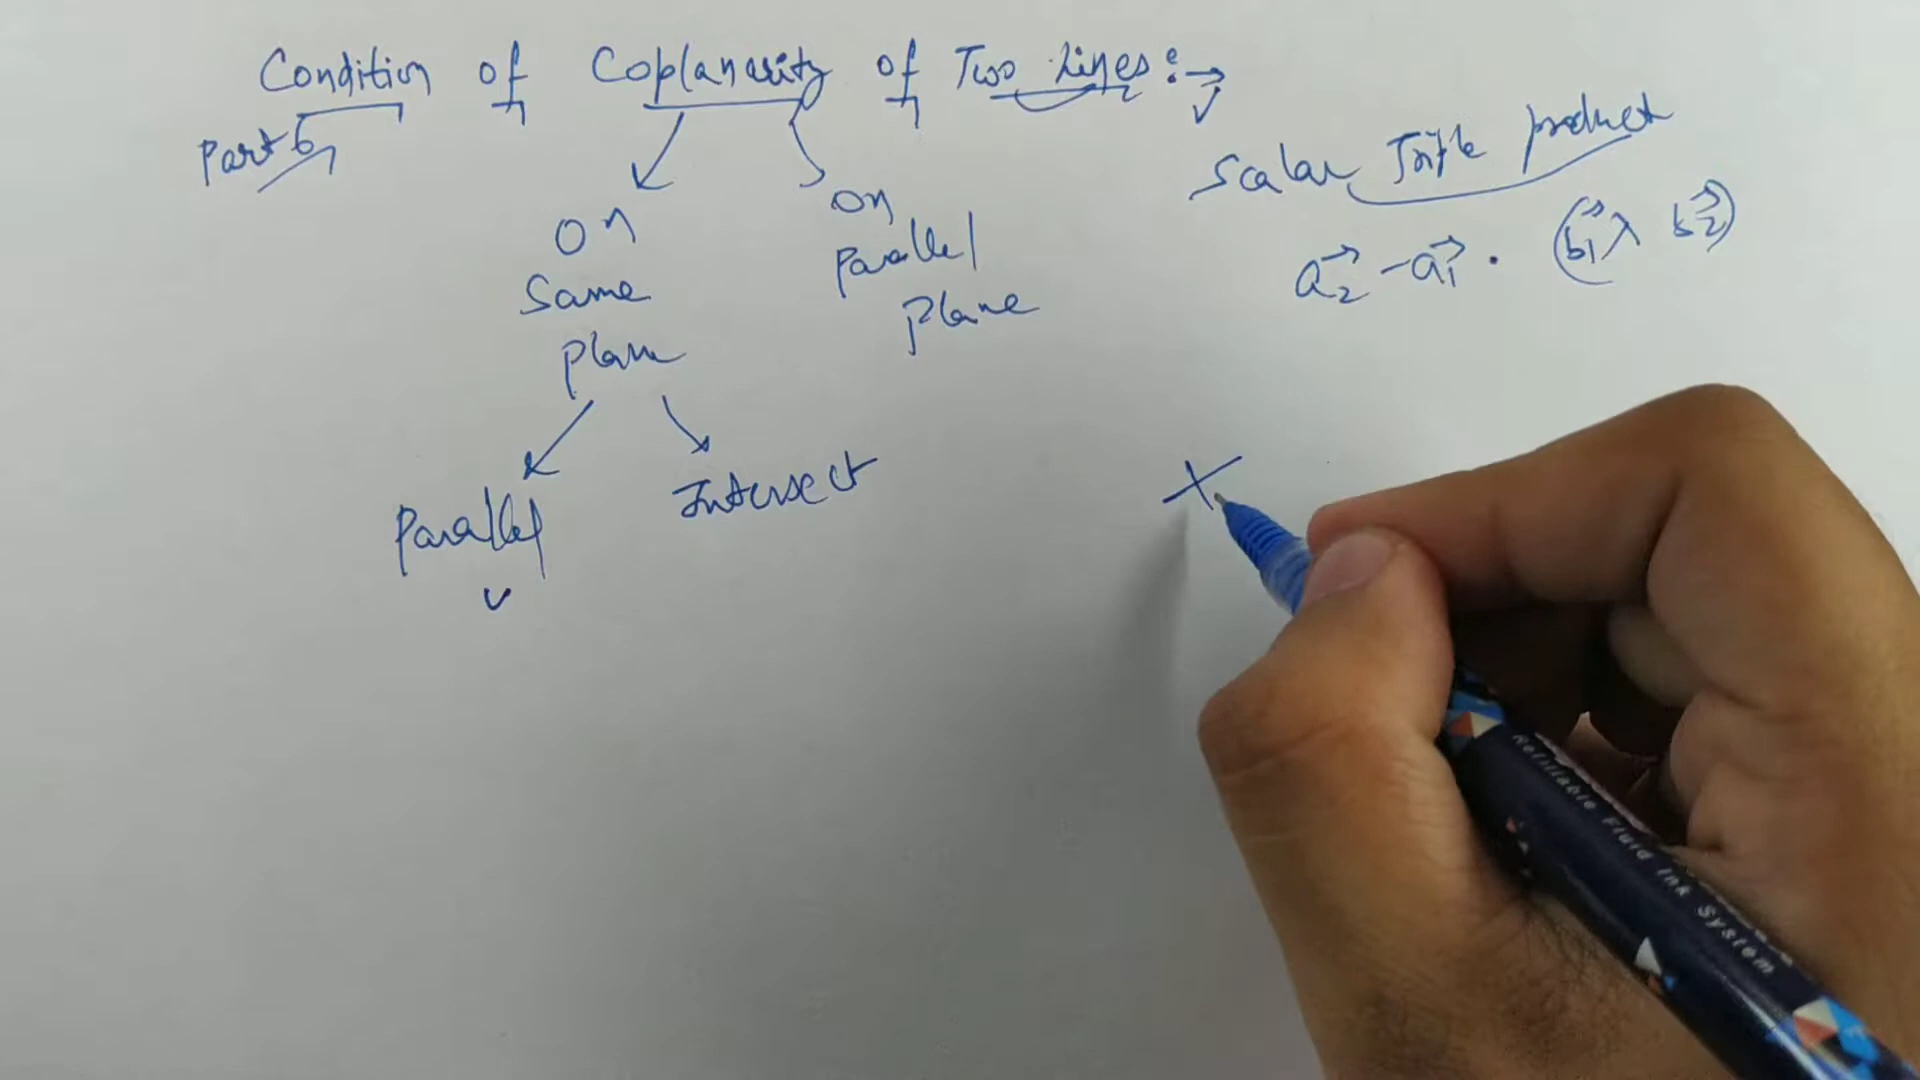 Condition of Coplanarity of Two Lines:→
Part 6
Scalar Triple product
a₂ - a₁ . (b₁ x b₂)
On
Same
plane
On
parallel
plane
Parallel
Intersect
Refillable Fluid Ink System